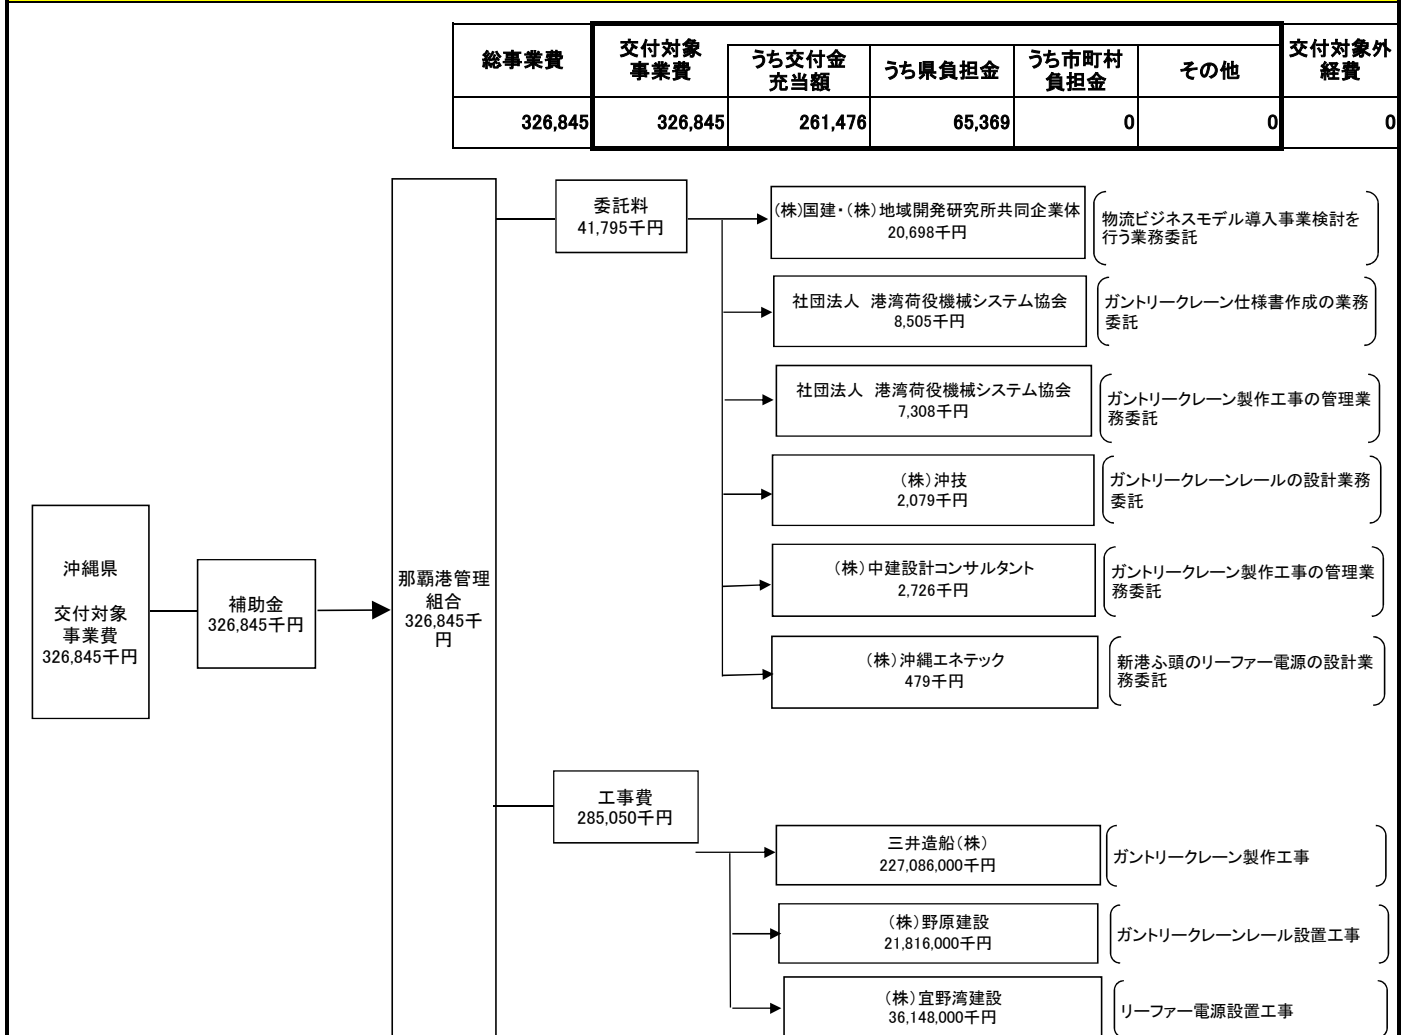 総事業費
交付対象
事業費
うち交付金
充当額
うち県負担金
うち市町村
負担金
その他
交付対象外
経費
326,845
326,845
261,476
65,369
0
0
0
沖縄県
交付対象
事業費
326,845千円
補助金
326,845千円
那覇港管理
組合
326,845千
円
委託料
41,795千円
(株)国建・(株)地域開発研究所共同企業体
20,698千円
物流ビジネスモデル導入事業検討を
行う業務委託
社団法人　港湾荷役機械システム協会
8,505千円
ガントリークレーン仕様書作成の業務
委託
社団法人　港湾荷役機械システム協会
7,308千円
ガントリークレーン製作工事の管理業
務委託
(株)沖技
2,079千円
ガントリークレーンレールの設計業務
委託
(株)中建設計コンサルタント
2,726千円
ガントリークレーン製作工事の管理業
務委託
(株)沖縄エネテック
479千円
新港ふ頭のリーファー電源の設計業
務委託
工事費
285,050千円
三井造船(株)
227,086,000千円
ガントリークレーン製作工事
(株)野原建設
21,816,000千円
ガントリークレーンレール設置工事
(株)宜野湾建設
36,148,000千円
リーファー電源設置工事